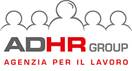 ADHR GROUP
AGENZIA PER IL LAVORO